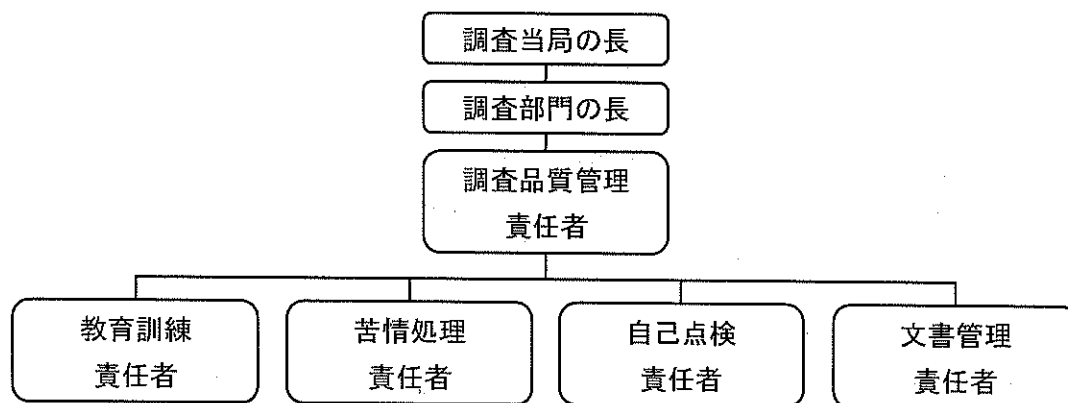 調査当局の長
調査部門の長
調査品質管理
責任者
教育訓練
責任者
苦情処理
責任者
自己点検
責任者
文書管理
責任者